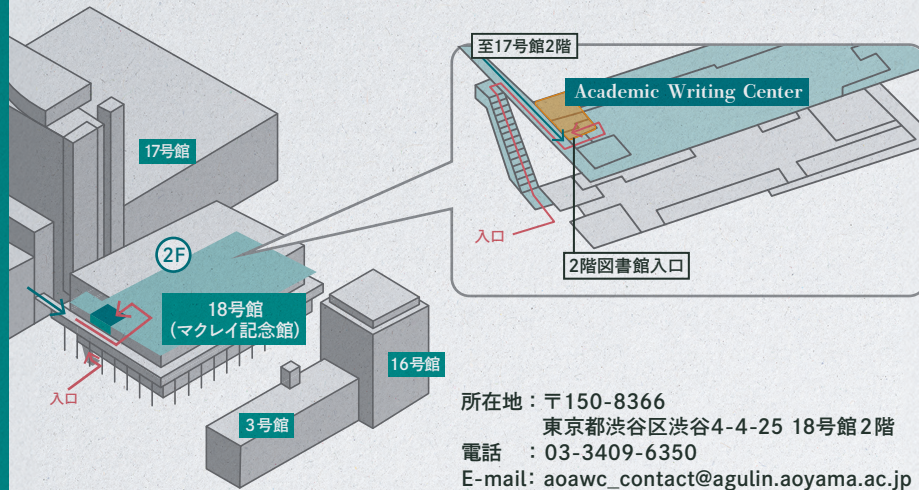 17号館
2F
18号館
(マクレイ記念館)
入口
16号館
3号館
至17号館2階
Academic Writing Center
入口
2階図書館入口
所在地：〒150-8366
東京都渋谷区渋谷4-4-25 18号館2階
電話　：03-3409-6350
E-mail：aoawc_contact@agulin.aoyama.ac.jp